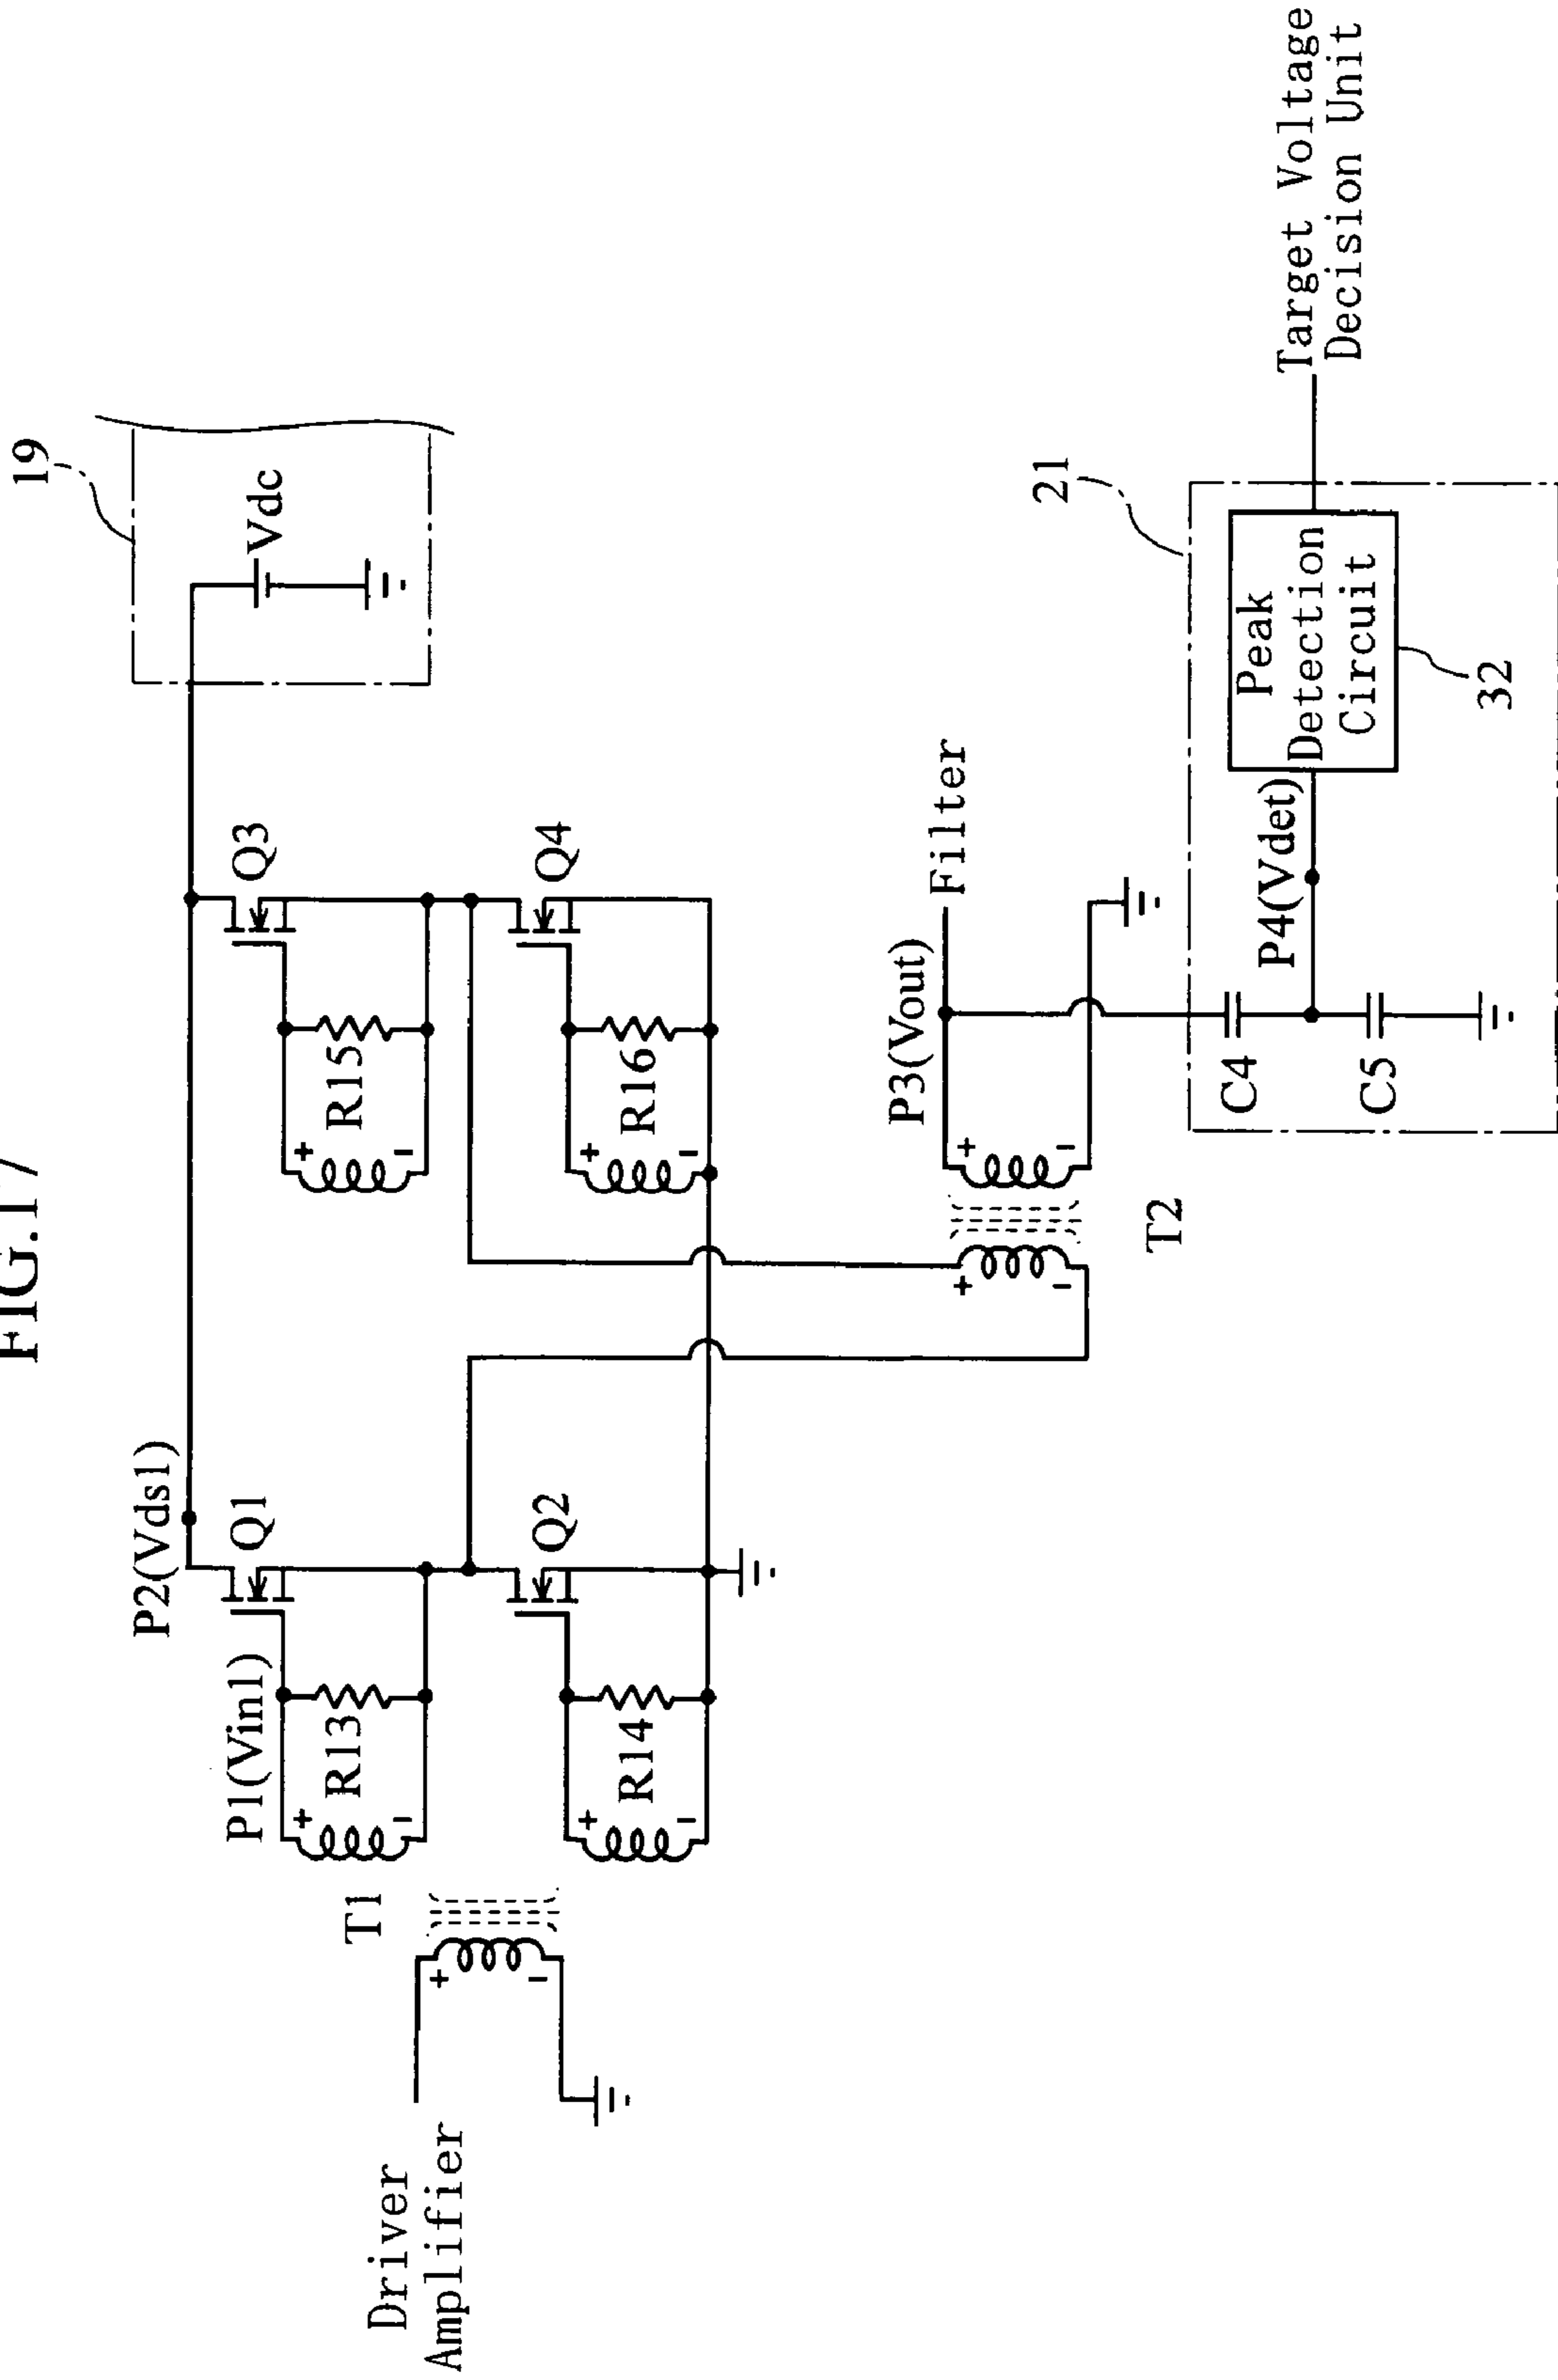 FIG.17
19
Vdc
P2(Vds1)
Q1
Q3
P1(Vin1)
R13
R15
T1
Driver
Amplifier
Q2
Q4
R14
R16
+
-
+
-
+
-
+
-
+
-
+
-
+
-
P3(Vout)
Filter
T2
21
C4
C5
P4(Vdet)
Peak
Detection
Circuit
32
Target Voltage
Decision Unit